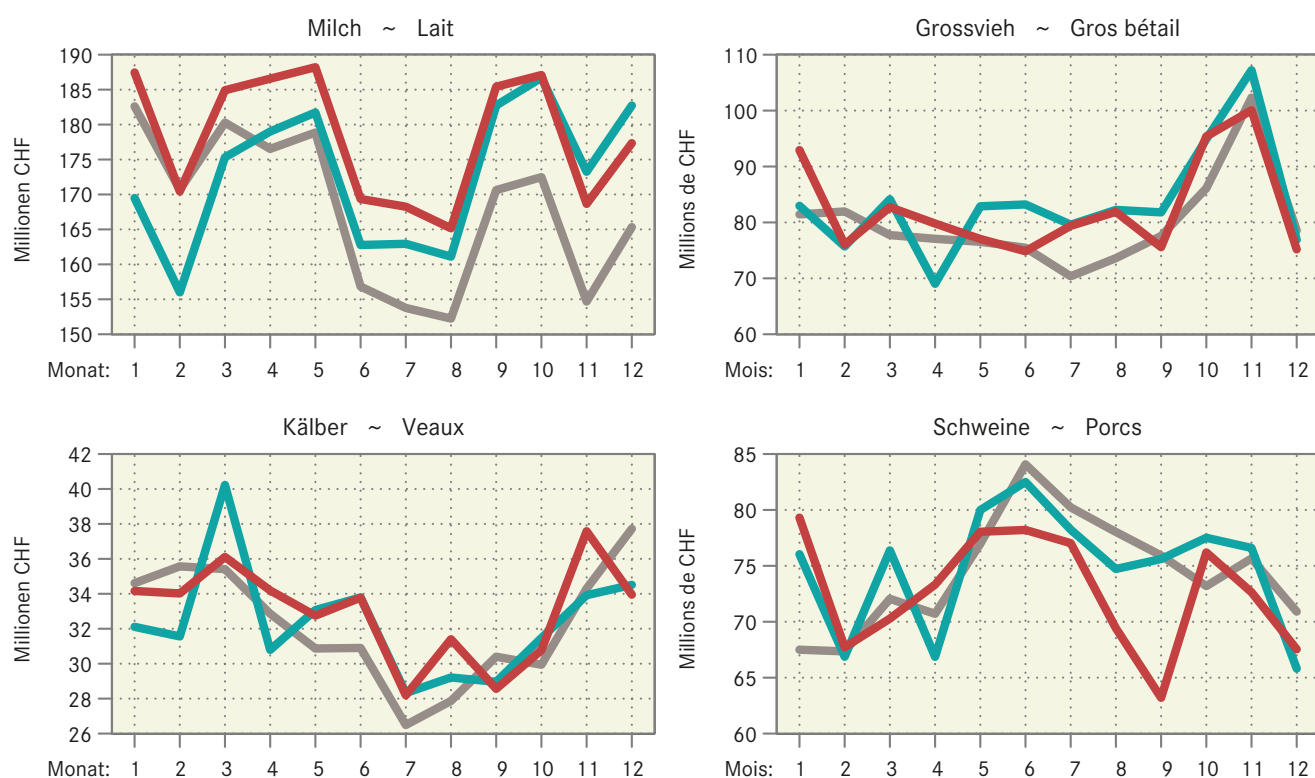 Milch ~ Lait
190
185
180
175
170
165
160
155
150
Millionen CHF
Monat: 1 2 3 4 5 6 7 8 9 10 11 12
Grossvieh ~ Gros bétail
110
100
90
80
70
60
Millions de CHF
Mois: 1 2 3 4 5 6 7 8 9 10 11 12
Kälber ~ Veaux
42
40
38
36
34
32
30
28
26
Millionen CHF
Monat: 1 2 3 4 5 6 7 8 9 10 11 12
Schweine ~ Porcs
85
80
75
70
65
60
Millions de CHF
Mois: 1 2 3 4 5 6 7 8 9 10 11 12